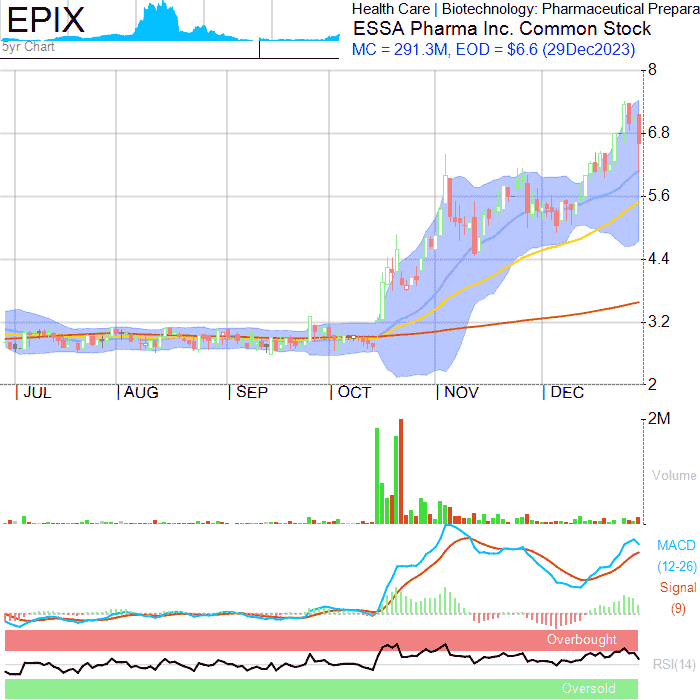 EPIX
5yr Chart
Health Care | Biotechnology: Pharmaceutical Prepara
ESSA Pharma Inc. Common Stock
MC = 291.3M, EOD = $6.6 (29Dec2023)
8
6.8
5.6
4.4
3.2
2
JUL AUG SEP OCT NOV DEC
2M
Volume
MACD
(12-26)
Signal
(9)
Overbought
RSI(14)
Oversold